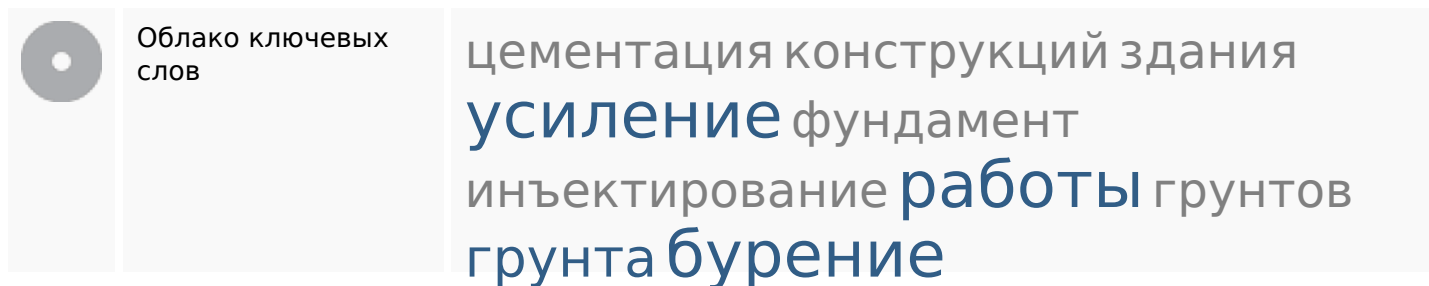 Облако ключевых
слов
цементация конструкций здания
усиление фундамент
инъектирование работы грунтов
грунта бурение